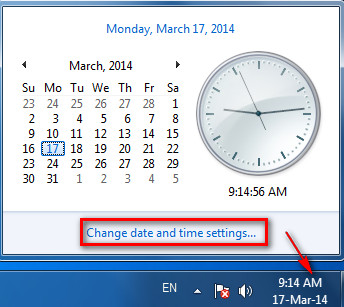 Monday, March 17, 2014
March, 2014
Su Mo Tu We Th Fr Sa
23 24 25 26 27 28 1
2 3 4 5 6 7 8
9 10 11 12 13 14 15
16 17 18 19 20 21 22
23 24 25 26 27 28 29
30 31 1 2 3 4 5
9:14:56 AM
Change date and time settings...
EN
9:14 AM
17-Mar-14